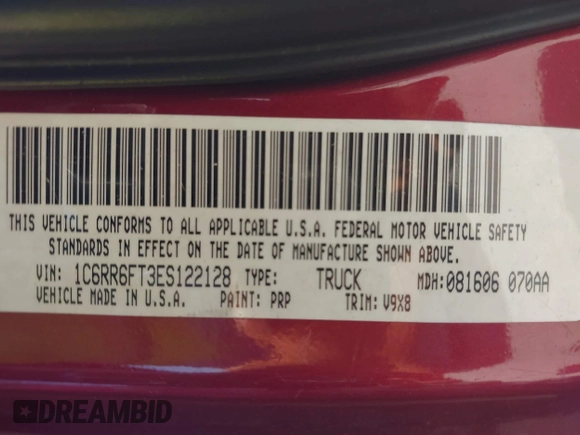 THIS VEHICLE CONFORMS TO ALL APPLICABLE U.S.A. FEDERAL MOTOR VEHICLE SAFETY
STANDARDS IN EFFECT ON THE DATE OF MANUFACTURE SHOWN ABOVE.
VIN: 1C6RR6FT3ES122128 TYPE: TRUCK MDH:081606 070AA
VEHICLE MADE IN U.S.A. PAINT: PRP TRIM: V9X8
DREAMBID